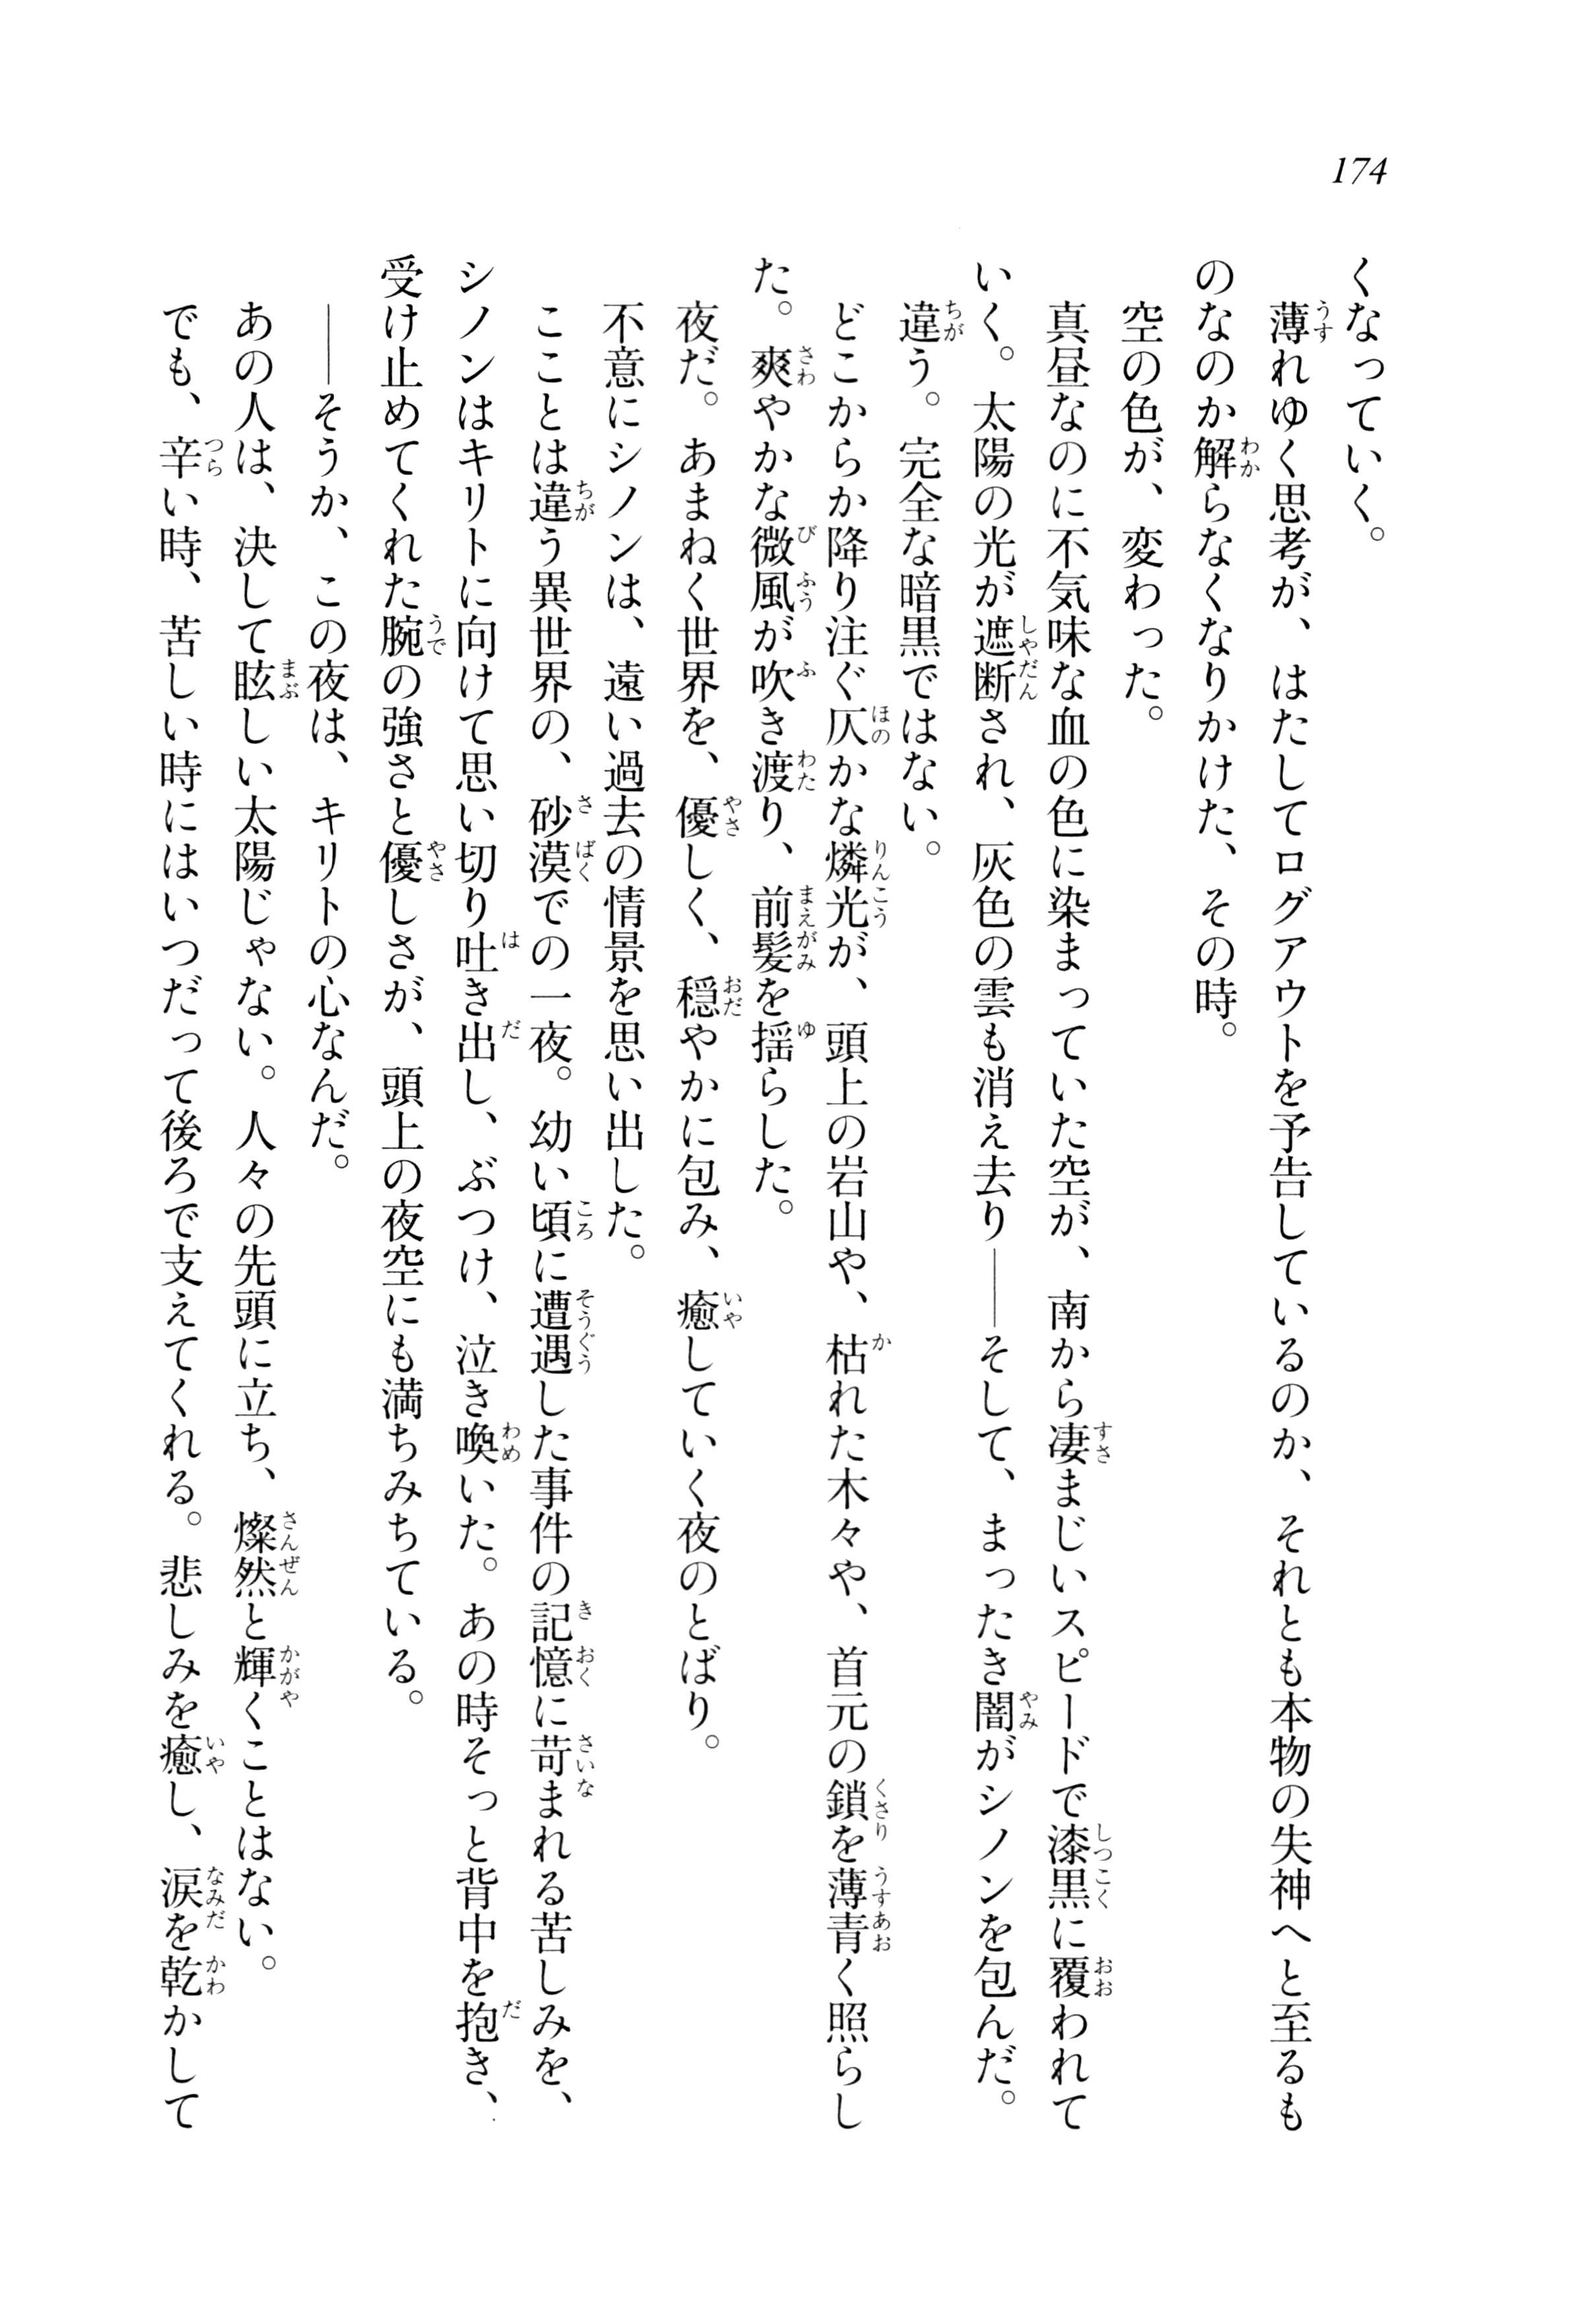 174
くなっていく。
薄れゆく思考が、はたしてログアウトを予告しているのか、それとも本物の失神へと至るも
のなのか解らなくなりかけた、その時。
空の色が、変わった。
真昼なのに不気味な血の色に染まっていた空が、南から凄まじいスピードで漆黒に覆われて
いく。太陽の光が遮断され、灰色の雲も消え去り――そして、まったき闇がシノンを包んだ。
違う。完全な暗黒ではない。
どこからか降り注ぐ仄かな燐光が、頭上の岩山や、枯れた木々や、首元の鎖を薄青く照らし
た。爽やかな微風が吹き渡り、前髪を揺らした。
夜だ。あまねく世界を、優しく、穏やかに包み、癒していく夜のとばり。
不意にシノンは、遠い過去の情景を思い出した。
こことは違う異世界の、砂漠での一夜。幼い頃に遭遇した事件の記憶に苛まれる苦しみを、
シノンはキリトに向けて思い切り吐き出し、ぶつけ、泣き喚いた。あの時そっと背中を抱き、
受け止めてくれた腕の強さと優しさが、頭上の夜空にも満ちみちている。
――そうか、この夜は、キリトの心なんだ。
あの人は、決して眩しい太陽じゃない。人々の先頭に立ち、燦然と輝くことはない。
でも、辛い時、苦しい時にはいつだって後ろで支えてくれる。悲しみを癒し、涙を乾かして